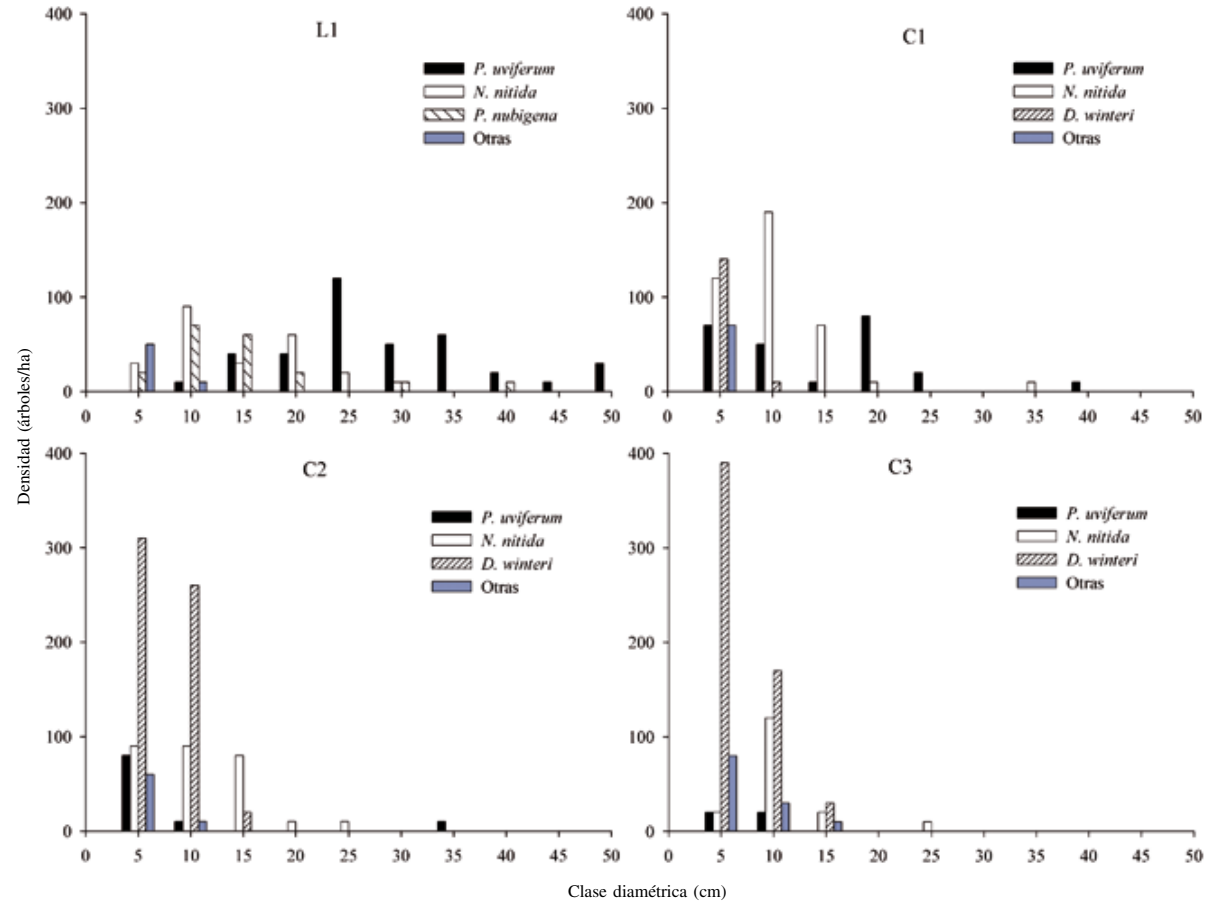 Densidad (árboles/ha)
L1
400
300
200
100
0
P. uviferum
N. nitida
P. nubigena
Otras
0 5 10 15 20 25 30 35 40 45 50
C1
400
300
200
100
0
P. uviferum
N. nitida
D. winteri
Otras
0 5 10 15 20 25 30 35 40 45 50
C2
400
300
200
100
0
P. uviferum
N. nitida
D. winteri
Otras
0 5 10 15 20 25 30 35 40 45 50
C3
400
300
200
100
0
P. uviferum
N. nitida
D. winteri
Otras
0 5 10 15 20 25 30 35 40 45 50
Clase diamétrica (cm)